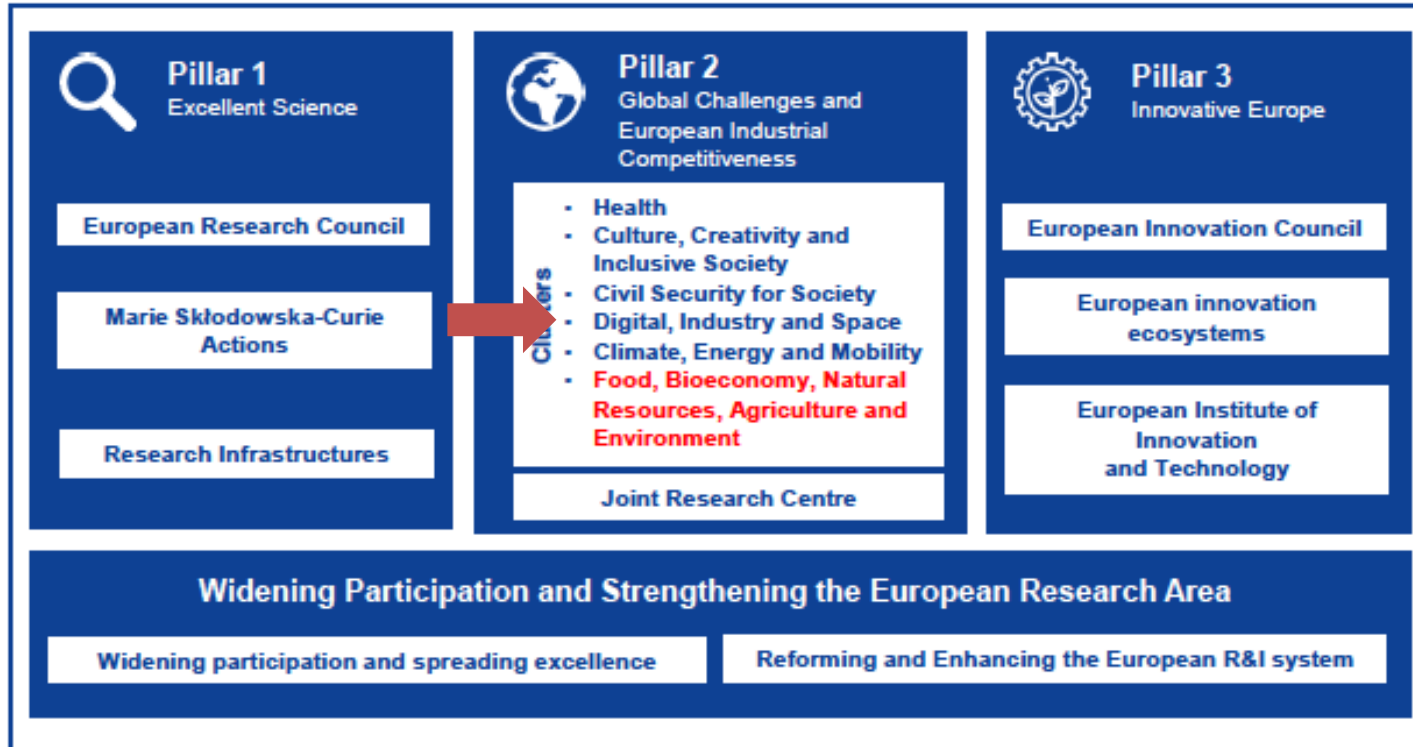 Pillar 1
Excellent Science
European Research Council
Marie Skłodowska-Curie
Actions
Research Infrastructures
Pillar 2
Global Challenges and
European Industrial
Competitiveness
Health
Culture, Creativity and
Inclusive Society
Civil Security for Society
Digital, Industry and Space
Climate, Energy and Mobility
Food, Bioeconomy, Natural
Resources, Agriculture and
Environment
Joint Research Centre
Pillar 3
Innovative Europe
European Innovation Council
European innovation
ecosystems
European Institute of
Innovation
and Technology
Widening Participation and Strengthening the European Research Area
Widening participation and spreading excellence
Reforming and Enhancing the European R&I system